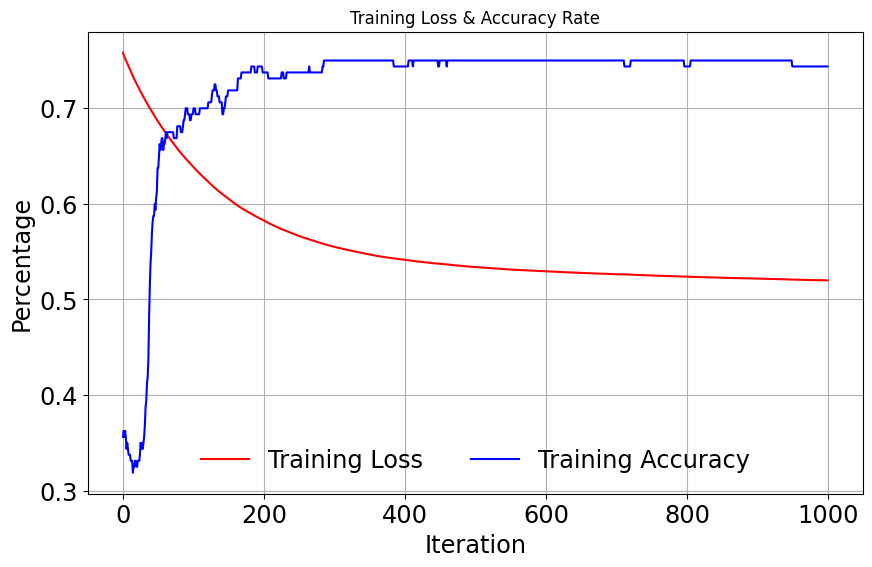 Training Loss & Accuracy Rate
0.7
0.6
0.5
0.4
0.3
Percentage
Training Loss
Training Accuracy
0 200 400 600 800 1000
Iteration